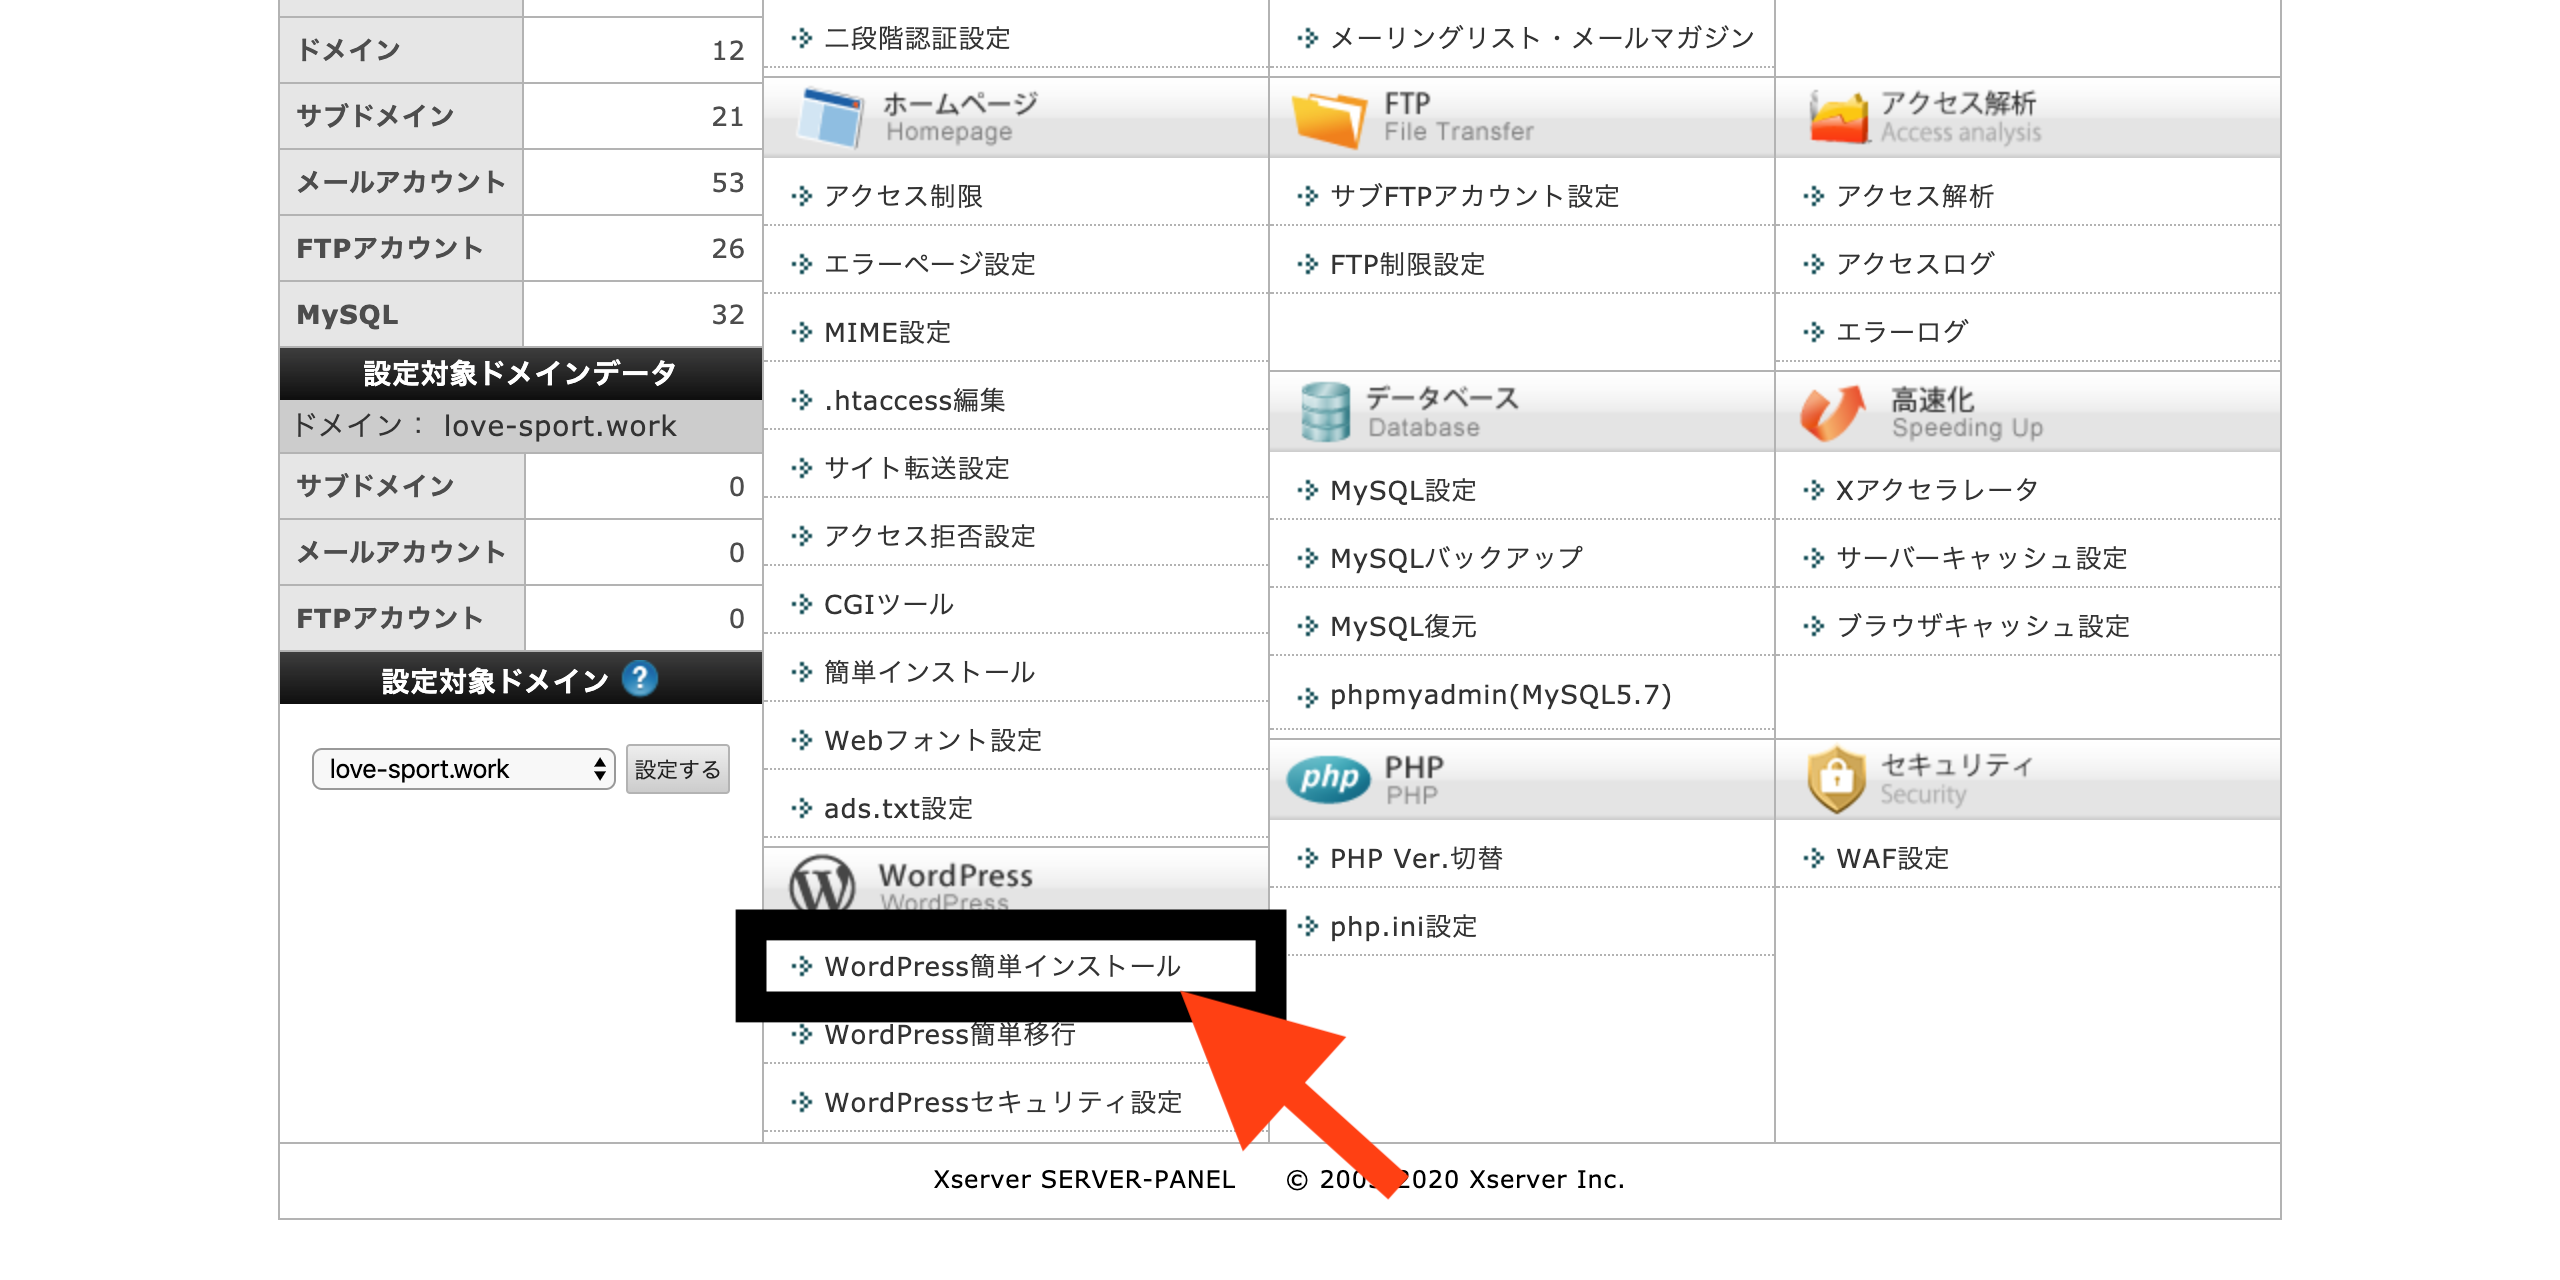 ドメイン 12
サブドメイン 21
メールアカウント 53
FTPアカウント 26
MySQL 32
設定対象ドメインデータ
ドメイン： love-sport.work
サブドメイン 0
メールアカウント 0
FTPアカウント 0
設定対象ドメイン ?
love-sport.work 設定する
二段階認証設定
ホームページ
Homepage
アクセス制限
エラーページ設定
MIME設定
.htaccess編集
サイト転送設定
アクセス拒否設定
CGIツール
簡単インストール
Webフォント設定
ads.txt設定
WordPress
WordPress
WordPress簡単インストール
WordPress簡単移行
WordPressセキュリティ設定
メーリングリスト・メールマガジン
FTP
File Transfer
サブFTPアカウント設定
FTP制限設定
データベース
Database
MySQL設定
MySQLバックアップ
MySQL復元
phpmyadmin(MySQL5.7)
php
PHP
PHP
PHP Ver.切替
php.ini設定
アクセス解析
Access analysis
アクセス解析
アクセスログ
エラーログ
高速化
Speeding Up
Xアクセラレータ
サーバーキャッシュ設定
ブラウザキャッシュ設定
セキュリティ
Security
WAF設定
Xserver SERVER-PANEL © 2020 Xserver Inc.